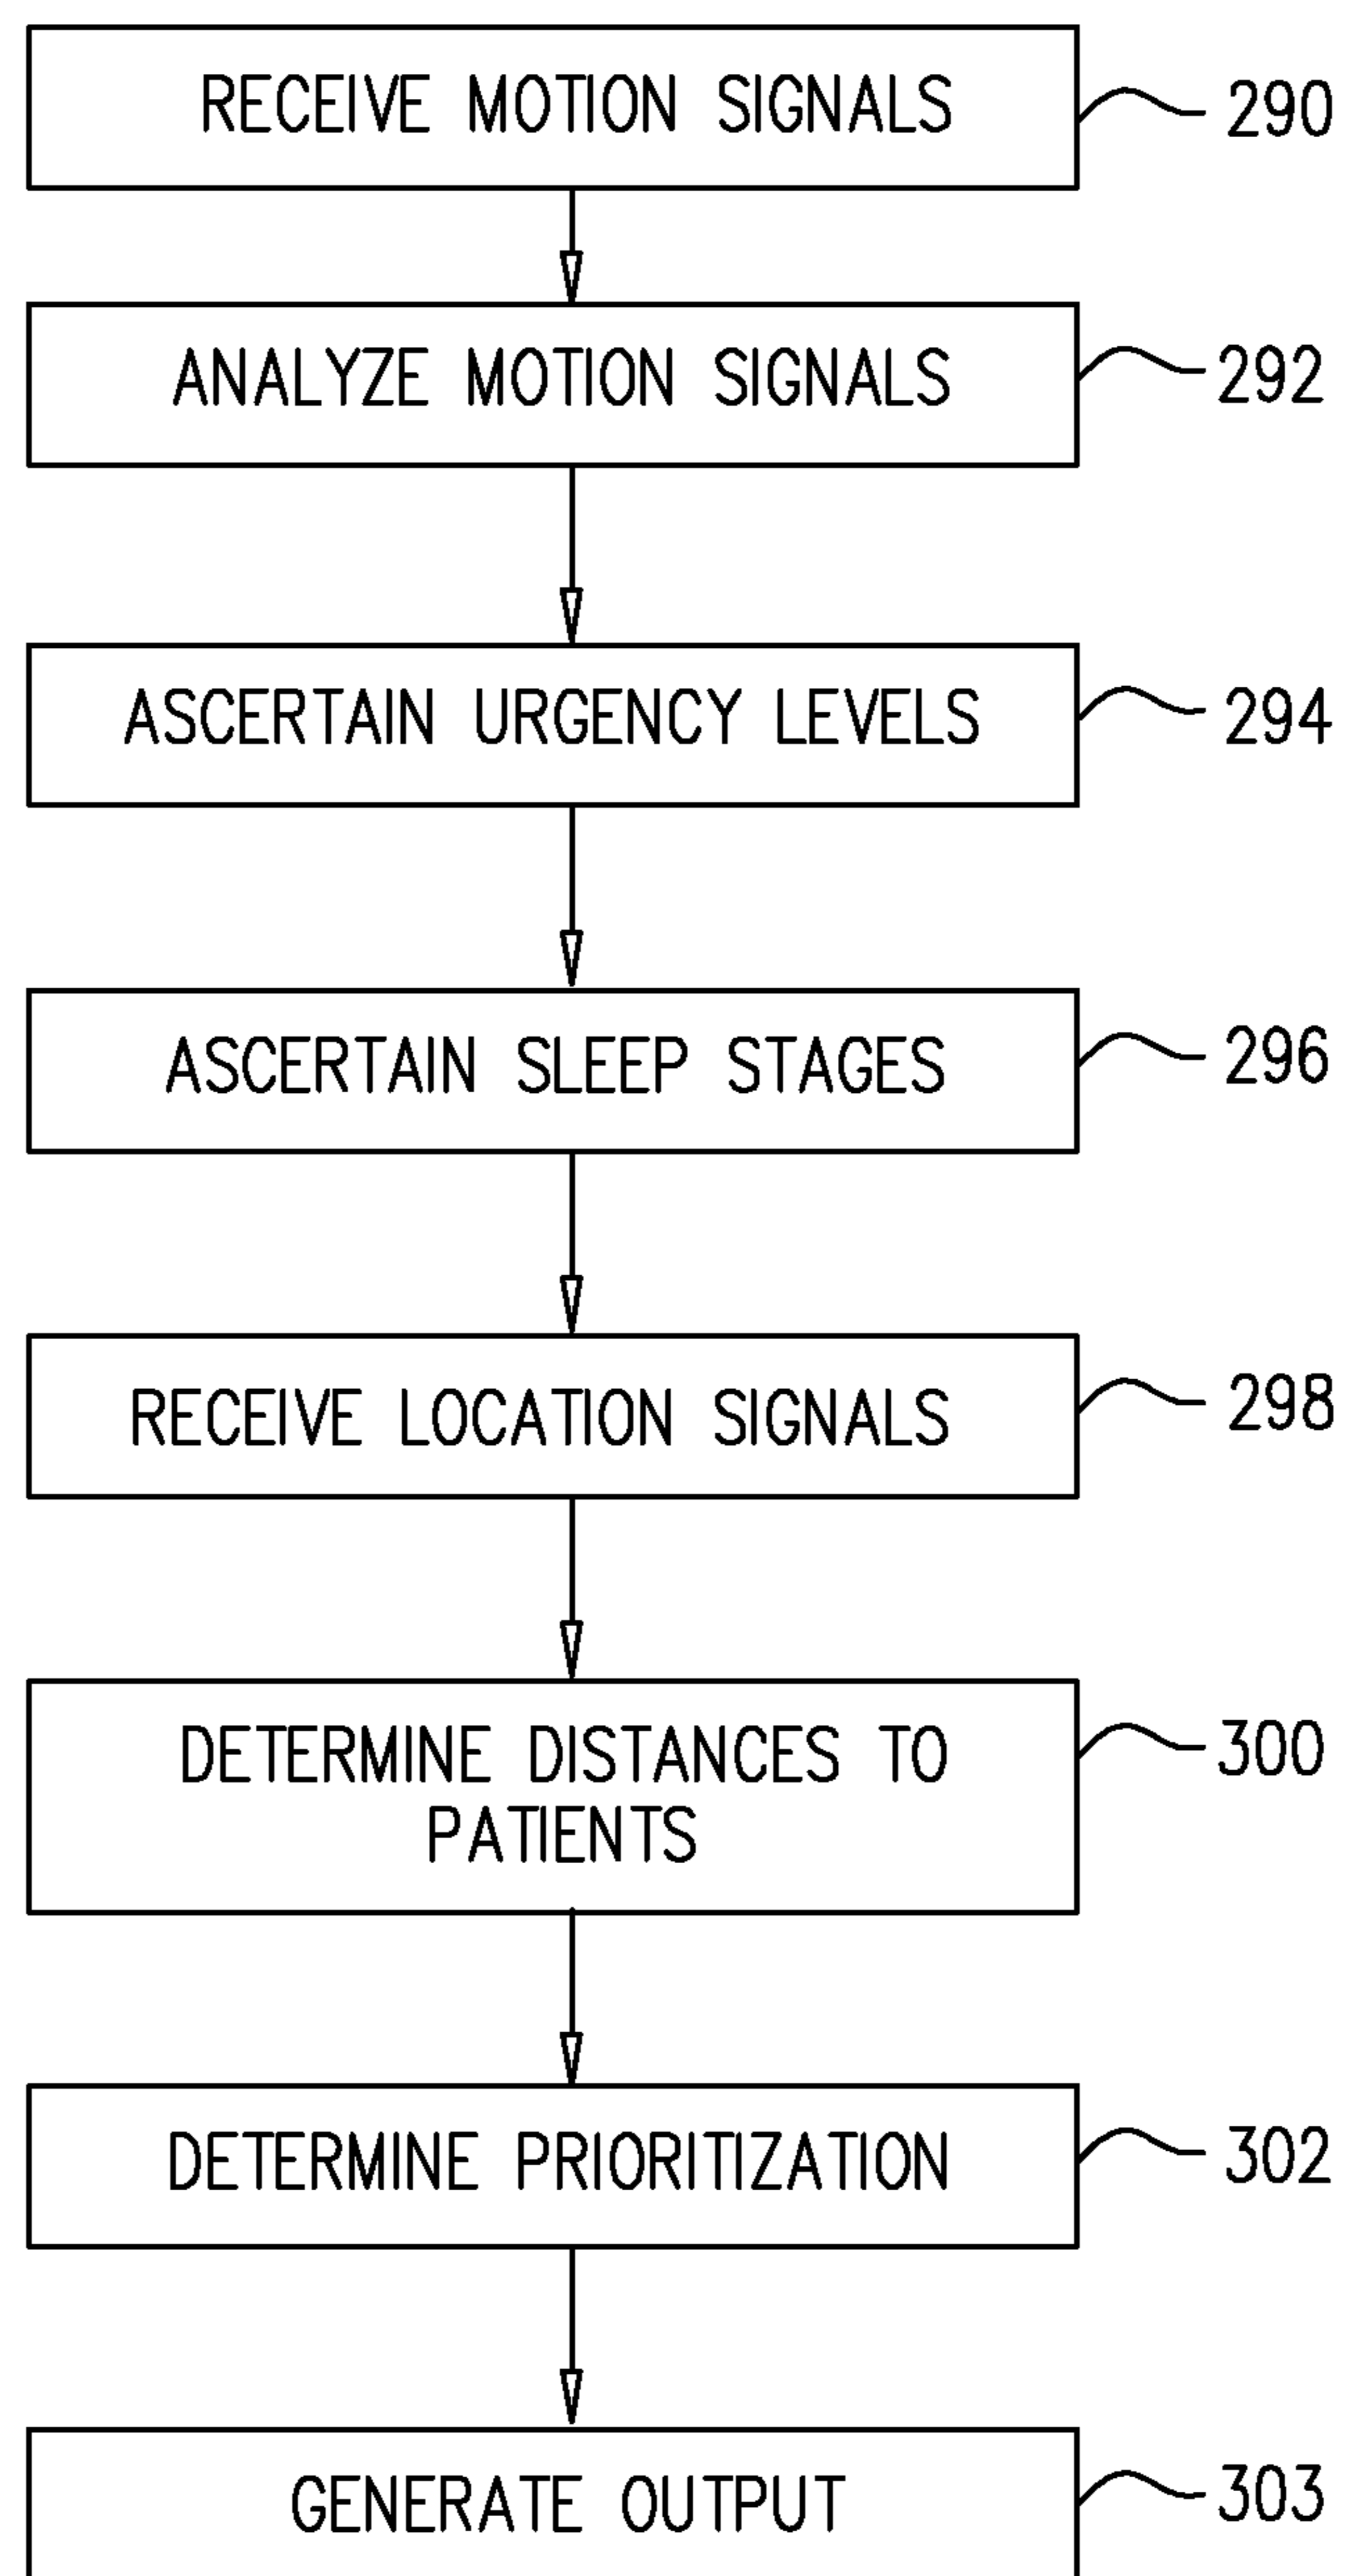 RECEIVE MOTION SIGNALS 290
ANALYZE MOTION SIGNALS 292
ASCERTAIN URGENCY LEVELS 294
ASCERTAIN SLEEP STAGES 296
RECEIVE LOCATION SIGNALS 298
DETERMINE DISTANCES TO 300
PATIENTS
DETERMINE PRIORITIZATION 302
GENERATE OUTPUT 303